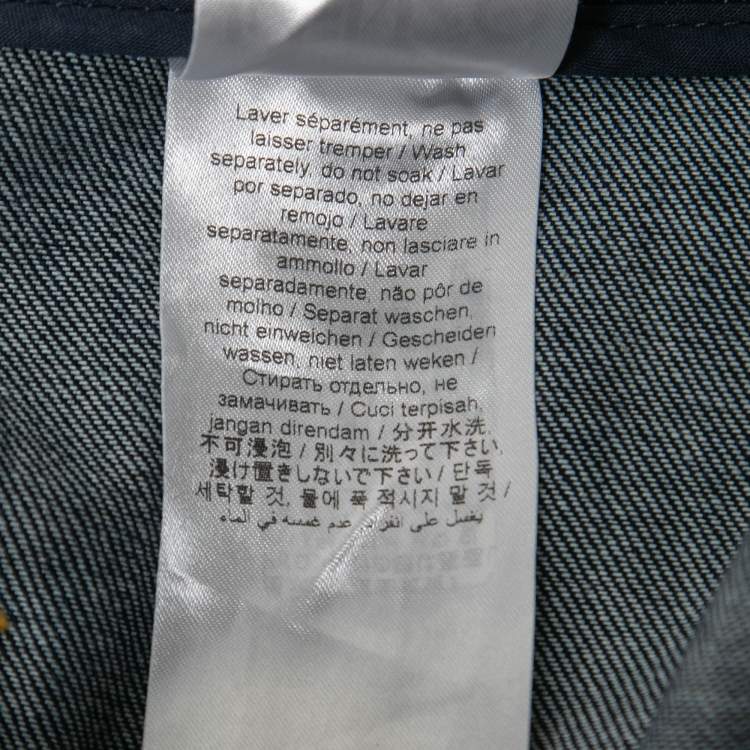 Laver séparément, ne pas
laisser tremper / Wash
separately, do not soak / Lavar
por separado, no dejar en
remojo / Lavare
separatamente, non lasciare in
ammollo / Lavar
separadamente, não pôr de
molho / Separat waschen,
nicht einweichen / Gescheiden
wassen, niet laten weken /
Стирать отдельно, не
замачивать / Cuci terpisah,
jangan direndam / 分开水洗,
不可浸泡 / 別々に洗って下さい,
浸け置きしないで下さい / 단독
세탁할 것, 물에 푹 적시지 말 것 /
يغسل على انفراد, عدم غمسه في الماء